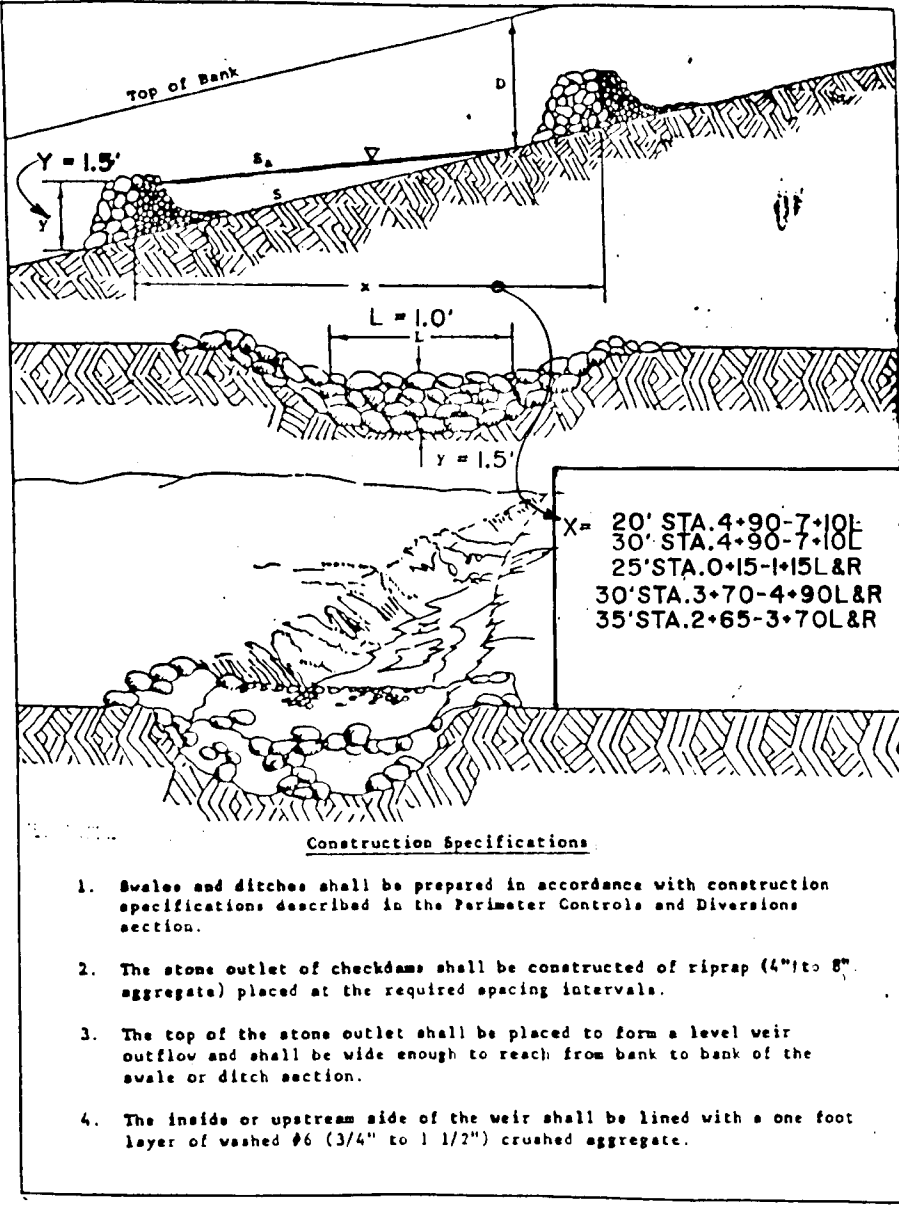 Top of Bank
D
Y = 1.5'
y
x
L = 1.0'
L
y = 1.5'
X= 20' STA.4+90-7+10L
30' STA.4+90-7+10L
25' STA.0+15-1+15L&R
30' STA.3+70-4+90L&R
35' STA.2+65-3+70L&R
Construction Specifications
1. Swales and ditches shall be prepared in accordance with construction
specifications described in the Perimeter Controls and Diversions
section.
2. The stone outlet of checkdams shall be constructed of riprap (4" to 8"
aggregate) placed at the required spacing intervals.
3. The top of the stone outlet shall be placed to form a level weir
outflow and shall be wide enough to reach from bank to bank of the
swale or ditch section.
4. The inside or upstream side of the weir shall be lined with a one foot
layer of washed #6 (3/4" to 1 1/2") crushed aggregate.